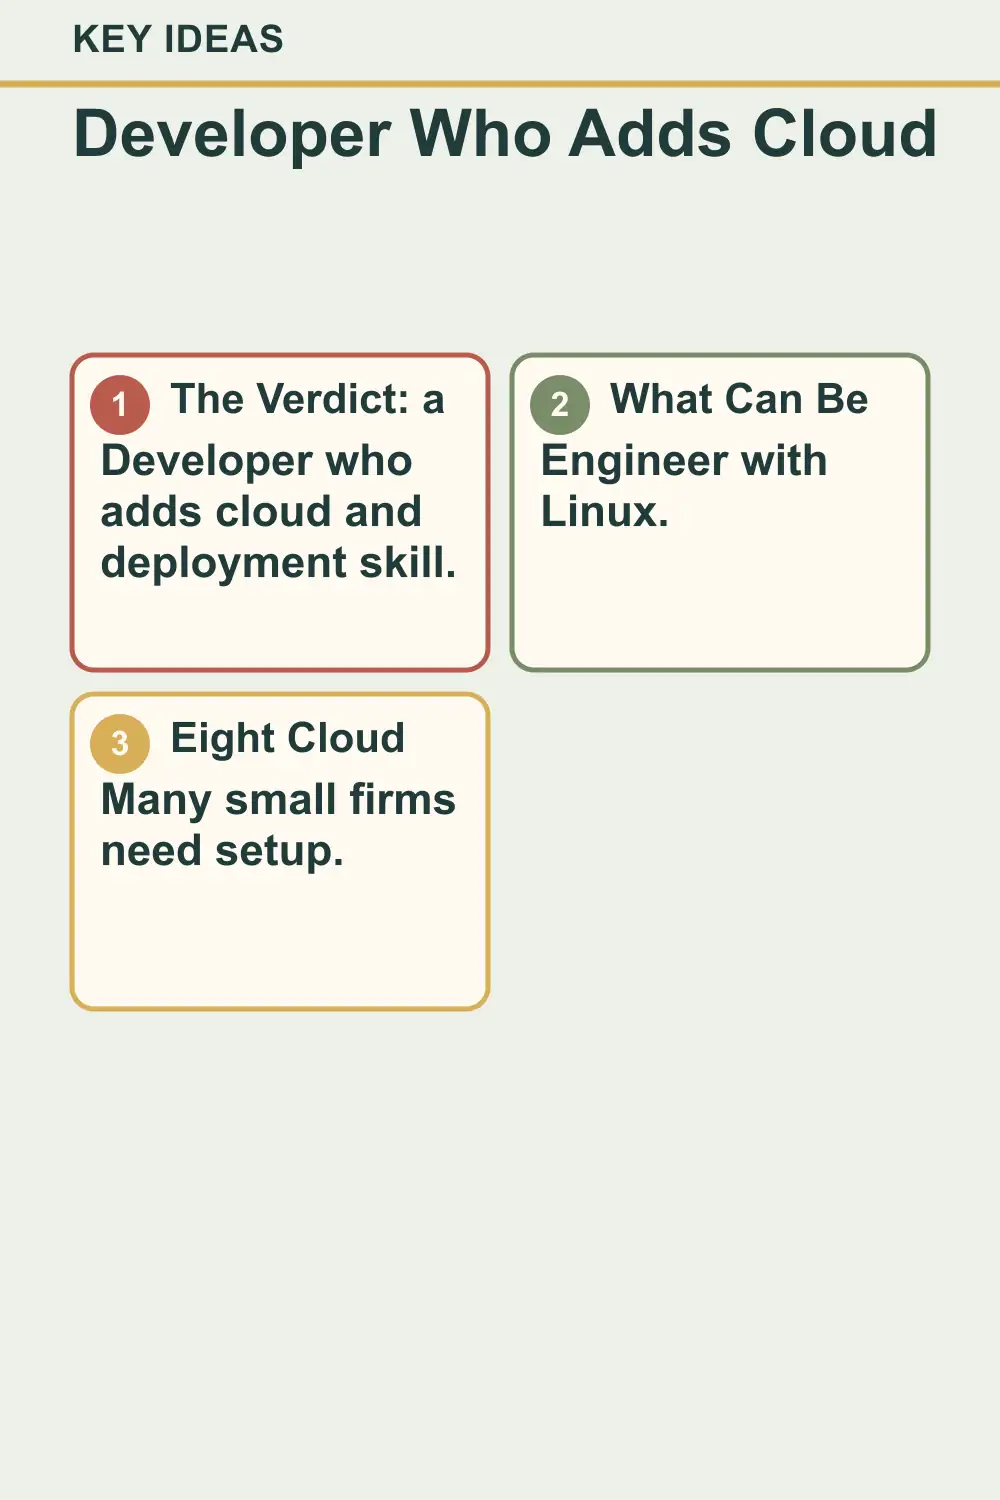 KEY IDEAS
Developer Who Adds Cloud
1 The Verdict: a
Developer who
adds cloud and
deployment skill.
2 What Can Be
Engineer with
Linux.
3 Eight Cloud
Many small firms
need setup.